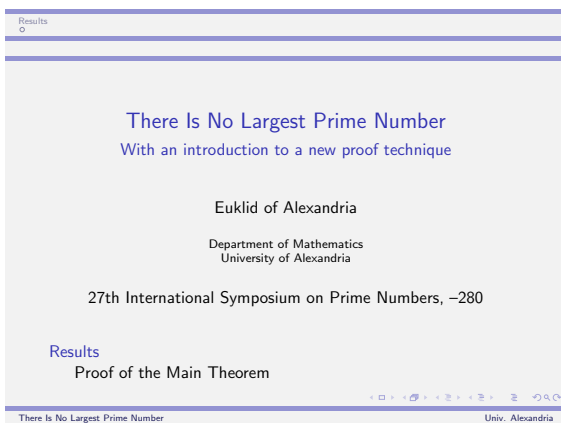 Results
There Is No Largest Prime Number
With an introduction to a new proof technique
Euklid of Alexandria
Department of Mathematics
University of Alexandria
27th International Symposium on Prime Numbers, –280
Results
Proof of the Main Theorem
There Is No Largest Prime Number
Univ. Alexandria